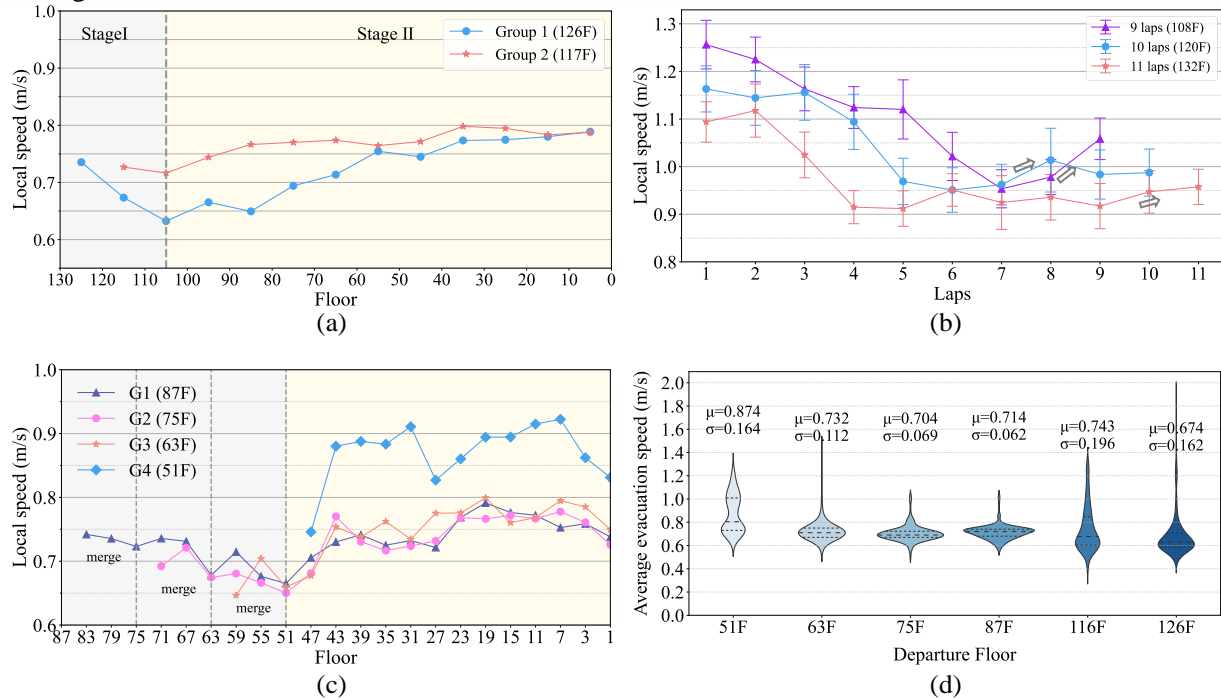 1.0
0.9
0.8
0.7
0.6
Local speed (m/s)
StageI
Stage II
Group 1 (126F)
Group 2 (117F)
130 120 110 100 90 80 70 60 50 40 30 20 10 0
Floor
(a)
1.3
1.2
1.1
1.0
0.9
0.8
Local speed (m/s)
9 laps (108F)
10 laps (120F)
11 laps (132F)
1 2 3 4 5 6 7 8 9 10 11
Laps
(b)
1.0
0.9
0.8
0.7
0.6
Local speed (m/s)
G1 (87F)
G2 (75F)
G3 (63F)
G4 (51F)
merge
merge
merge
87 83 79 75 71 67 63 59 55 51 47 43 39 35 31 27 23 19 15 11 7 3 1
Floor
(c)
2.0
1.8
1.6
1.4
1.2
1.0
0.8
0.6
0.4
0.2
0.0
Average evacuation speed (m/s)
μ=0.874
σ=0.164
μ=0.732
σ=0.112
μ=0.704
σ=0.069
μ=0.714
σ=0.062
μ=0.743
σ=0.196
μ=0.674
σ=0.162
51F 63F 75F 87F 116F 126F
Departure Floor
(d)